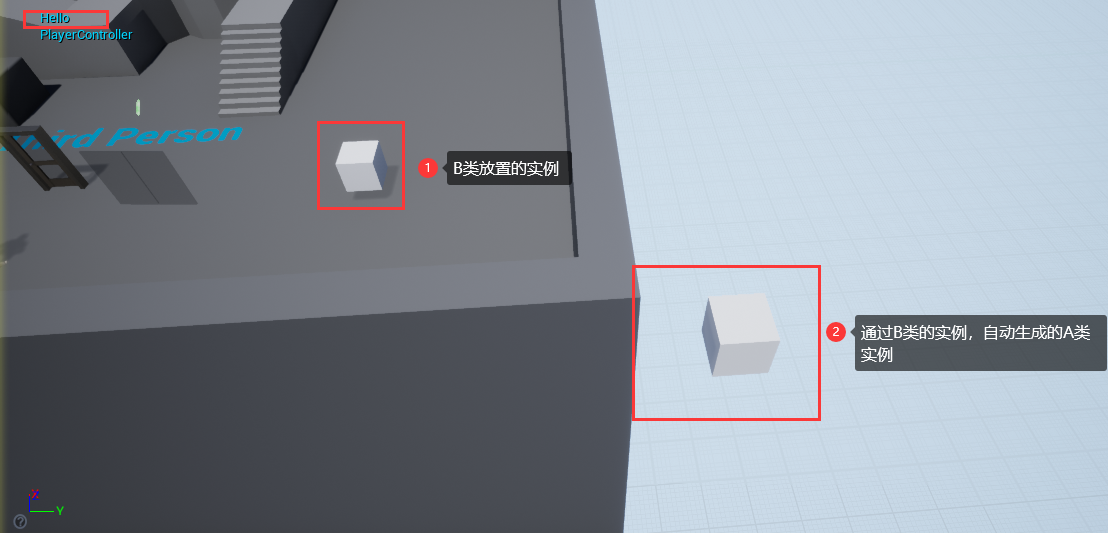 Hello
PlayerController
Third Person
1
B类放置的实例
2
通过B类的实例，自动生成的A类
实例
Z
Y
?